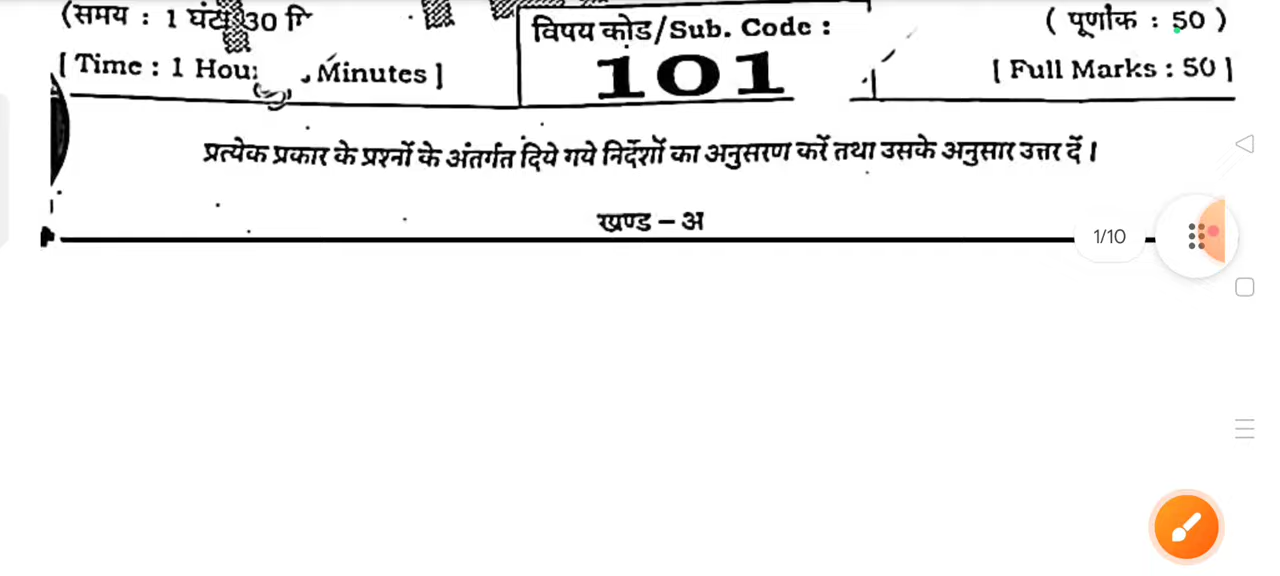 (समय : 1 घंटा 30 मि
विषय कोड/Sub. Code :
( पूर्णांक : 50 )
[ Time : 1 Hour Minutes ]
101
[ Full Marks : 50 ]
प्रत्येक प्रकार के प्रश्नों के अंतर्गत दिये गये निर्देशों का अनुसरण करें तथा उसके अनुसार उत्तर दें ।
खण्ड – अ
1/10